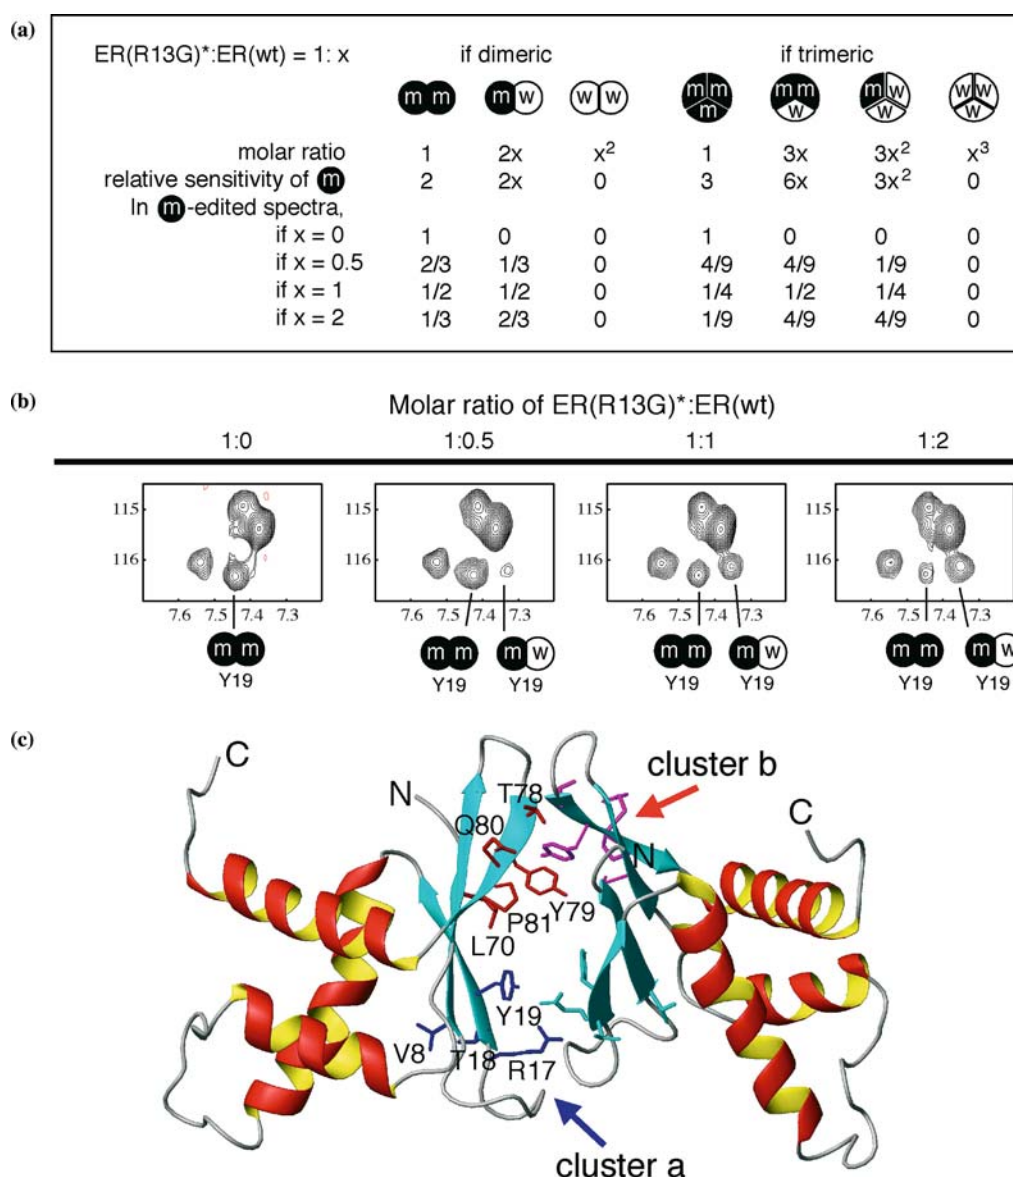 (a)
ER(R13G)*:ER(wt) = 1: x if dimeric if trimeric
m m m w w w m m m m m w m w w w w w
molar ratio 1 2x x² 1 3x 3x² x³
relative sensitivity of m 2 2x 0 3 6x 3x² 0
In m-edited spectra,
if x = 0 1 0 0 1 0 0 0
if x = 0.5 2/3 1/3 0 4/9 4/9 1/9 0
if x = 1 1/2 1/2 0 1/4 1/2 1/4 0
if x = 2 1/3 2/3 0 1/9 4/9 4/9 0
(b)
Molar ratio of ER(R13G)*:ER(wt)
1:0 1:0.5 1:1 1:2
115 115 115 115
116 116 116 116
7.6 7.5 7.4 7.3 7.6 7.5 7.4 7.3 7.6 7.5 7.4 7.3 7.6 7.5 7.4 7.3
m m m m m w m m m w m m m w
Y19 Y19 Y19 Y19 Y19 Y19 Y19
(c)
C
N
T78
cluster b
Q80
C
N
Y79
P81
L70
Y19
V8
T18
R17
cluster a